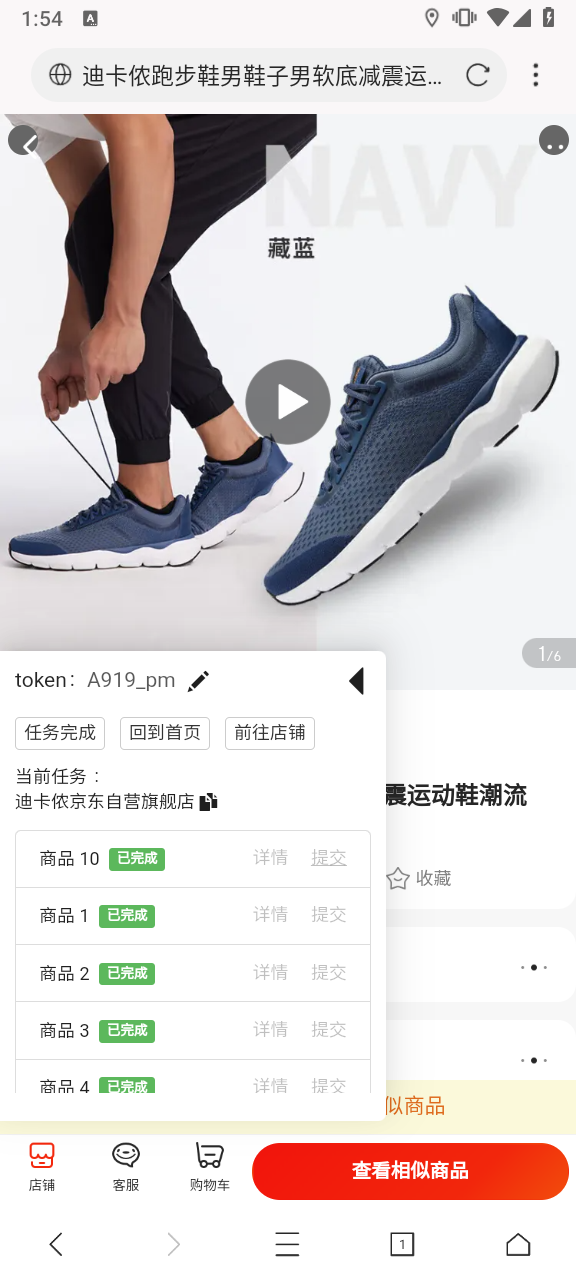 1:54
A
迪卡侬跑步鞋男鞋子男软底减震运...
NAVY
藏蓝
1/6
token: A919_pm
任务完成 回到首页 前往店铺
当前任务：
迪卡侬京东自营旗舰店
震运动鞋潮流
商品 10 已完成 详情 提交
收藏
商品 1 已完成 详情 提交
商品 2 已完成 详情 提交
商品 3 已完成 详情 提交
商品 4 已完成 详情 提交
似商品
店铺 客服 购物车 查看相似商品
1